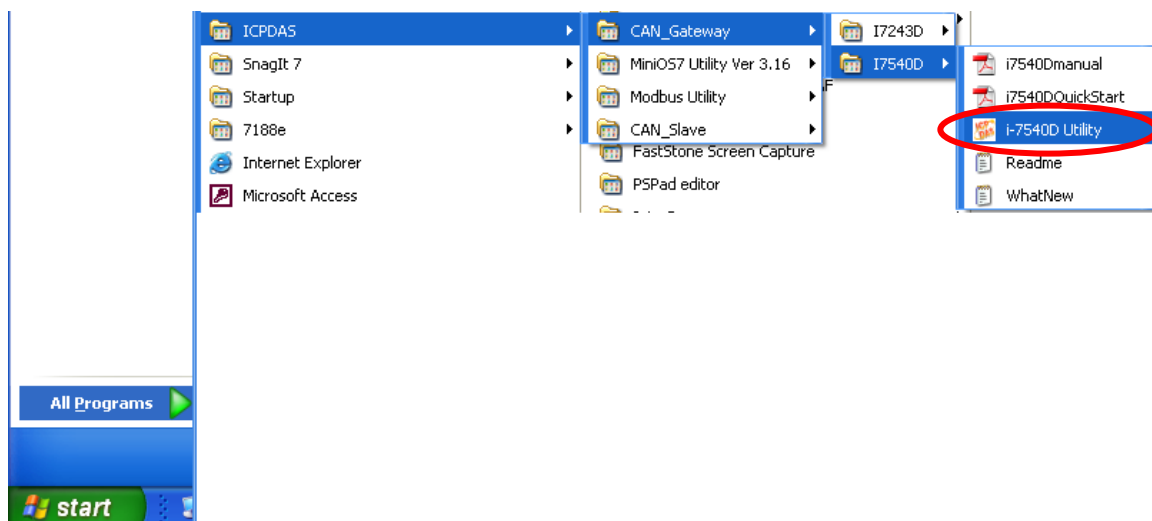 ICPDAS
SnagIt 7
Startup
7188e
Internet Explorer
Microsoft Access
CAN_Gateway
MiniOS7 Utility Ver 3.16
Modbus Utility
CAN_Slave
FastStone Screen Capture
PSPad editor
I7243D
I7540D
i7540Dmanual
i7540DQuickStart
i-7540D Utility
Readme
WhatNew
All Programs
start